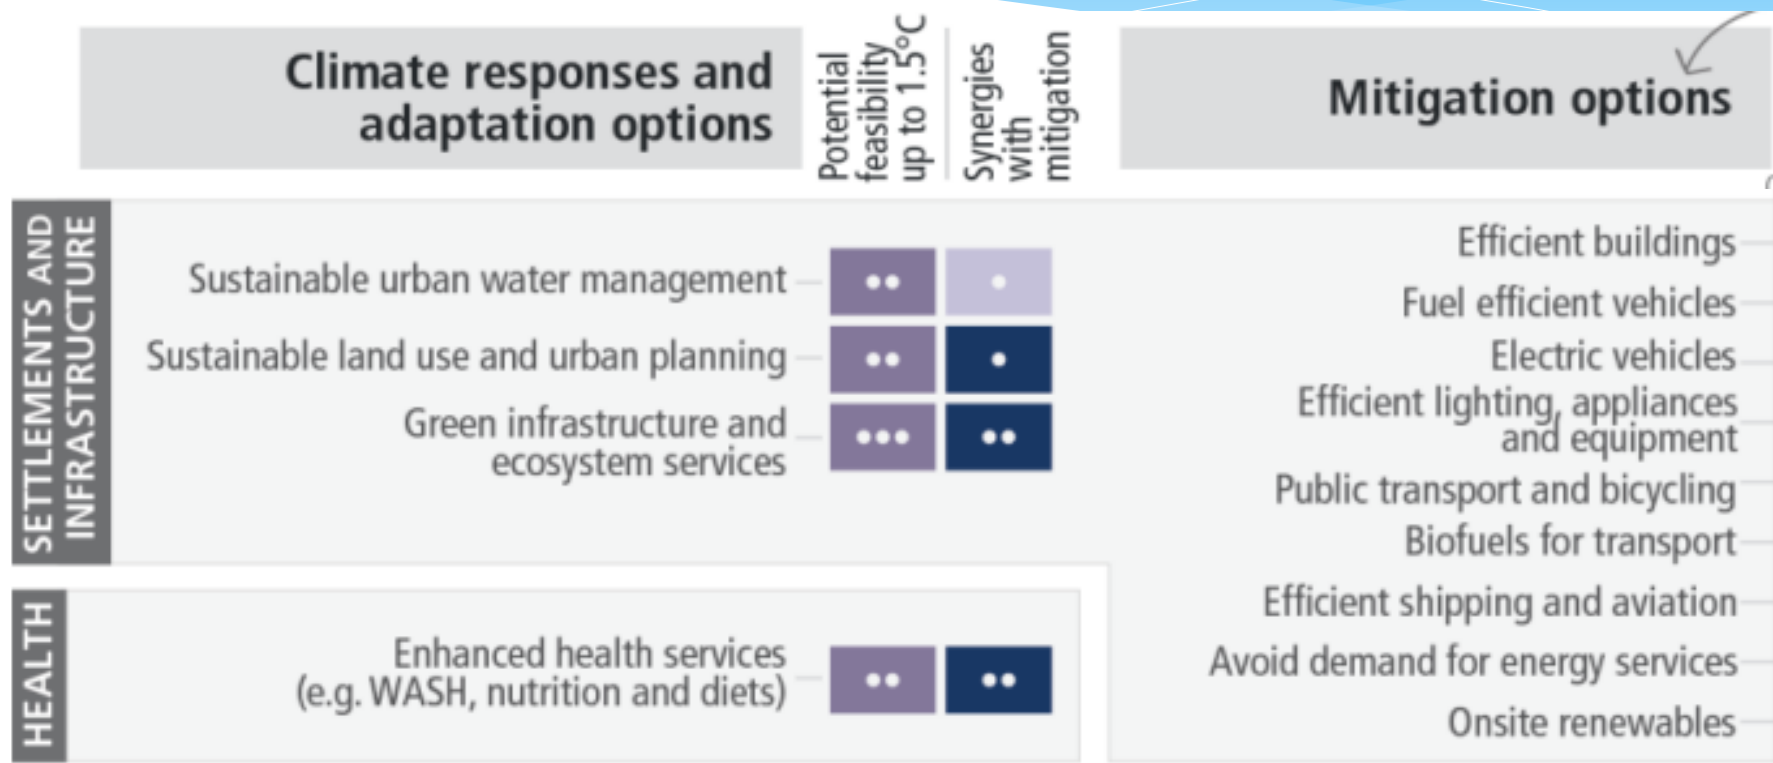 Climate responses and
adaptation options
Potential
feasibility
up to 1.5°C
Synergies
with
mitigation
Mitigation options
SETTLEMENTS AND
INFRASTRUCTURE
Sustainable urban water management
Sustainable land use and urban planning
Green infrastructure and
ecosystem services
Efficient buildings
Fuel efficient vehicles
Electric vehicles
Efficient lighting, appliances
and equipment
Public transport and bicycling
Biofuels for transport
Efficient shipping and aviation
Avoid demand for energy services
Onsite renewables
HEALTH
Enhanced health services
(e.g. WASH, nutrition and diets)